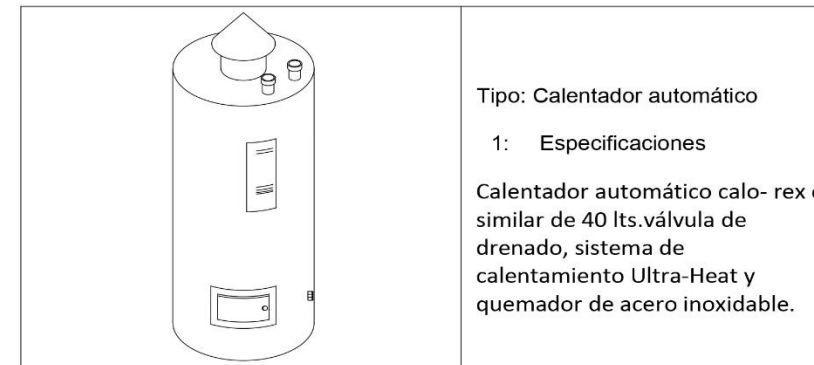 Tipo: Calentador automático
1: Especificaciones
Calentador automático calo- rex
similar de 40 lts.válvula de
drenado, sistema de
calentamiento Ultra-Heat y
quemador de acero inoxidable.